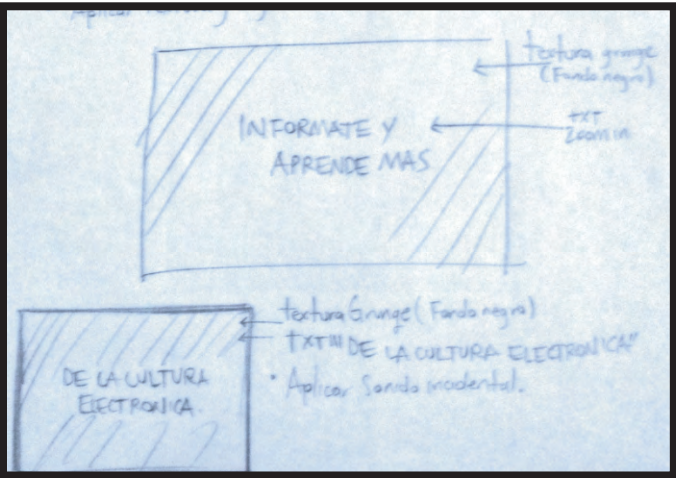 Aplicar
textura grunge
(Fondo negro)
TXT
Zoom in
INFORMATE Y
APRENDE MAS
textura Grunge (Fondo negro)
TXT "DE LA CULTURA ELECTRONICA"
• Aplicar Sonido incidental.
DE LA CULTURA
ELECTRONICA.